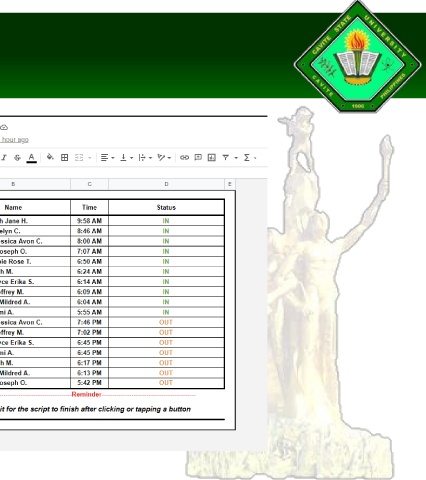 CAVITE STATE UNIVERSITY
CAVITE PHILIPPINES
1906
hour ago
B C D E
Name Time Status
h Jane H. 9:58 AM IN
elyn C. 8:46 AM IN
ssica Avon C. 8:00 AM IN
oseph O. 7:07 AM IN
ole Rose T. 6:50 AM IN
h M. 6:24 AM IN
yce Erika S. 6:14 AM IN
effrey M. 6:09 AM IN
Mildred A. 6:04 AM IN
mi A. 5:55 AM IN
ssica Avon C. 7:46 PM OUT
effrey M. 7:02 PM OUT
yce Erika S. 6:45 PM OUT
mi A. 6:45 PM OUT
h M. 6:17 PM OUT
Mildred A. 6:13 PM OUT
oseph O. 5:42 PM OUT
Reminder
it for the script to finish after clicking or tapping a button